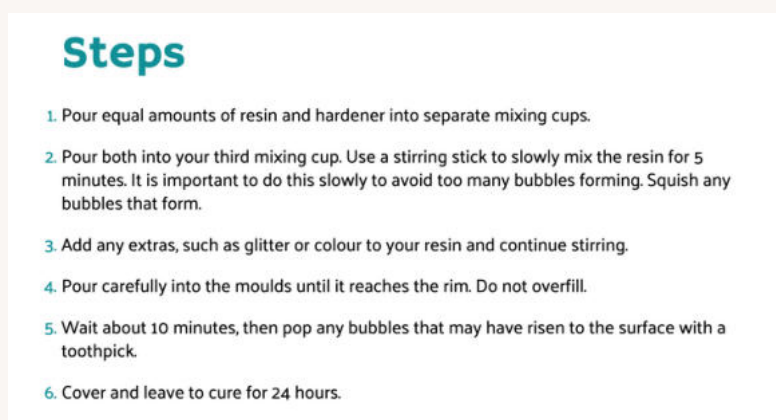 Steps
1. Pour equal amounts of resin and hardener into separate mixing cups.
2. Pour both into your third mixing cup. Use a stirring stick to slowly mix the resin for 5
minutes. It is important to do this slowly to avoid too many bubbles forming. Squish any
bubbles that form.
3. Add any extras, such as glitter or colour to your resin and continue stirring.
4. Pour carefully into the moulds until it reaches the rim. Do not overfill.
5. Wait about 10 minutes, then pop any bubbles that may have risen to the surface with a
toothpick.
6. Cover and leave to cure for 24 hours.